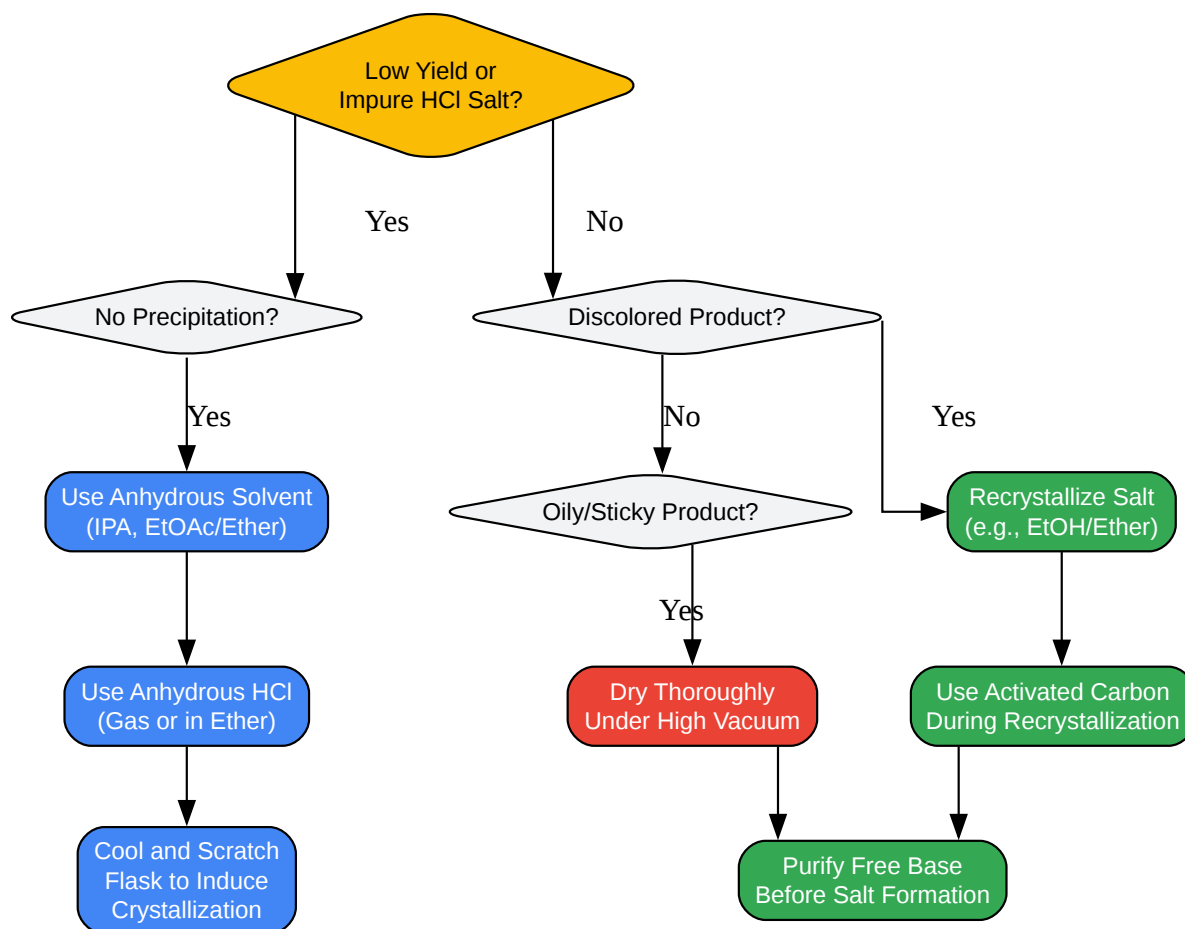 Low Yield or
Impure HCl Salt?
Yes
No
No Precipitation?
Discolored Product?
Yes
No
Yes
Use Anhydrous Solvent
(IPA, EtOAc/Ether)
Oily/Sticky Product?
Recrystallize Salt
(e.g., EtOH/Ether)
Yes
Use Anhydrous HCl
(Gas or in Ether)
Dry Thoroughly
Under High Vacuum
Use Activated Carbon
During Recrystallization
Cool and Scratch
Flask to Induce
Crystallization
Purify Free Base
Before Salt Formation